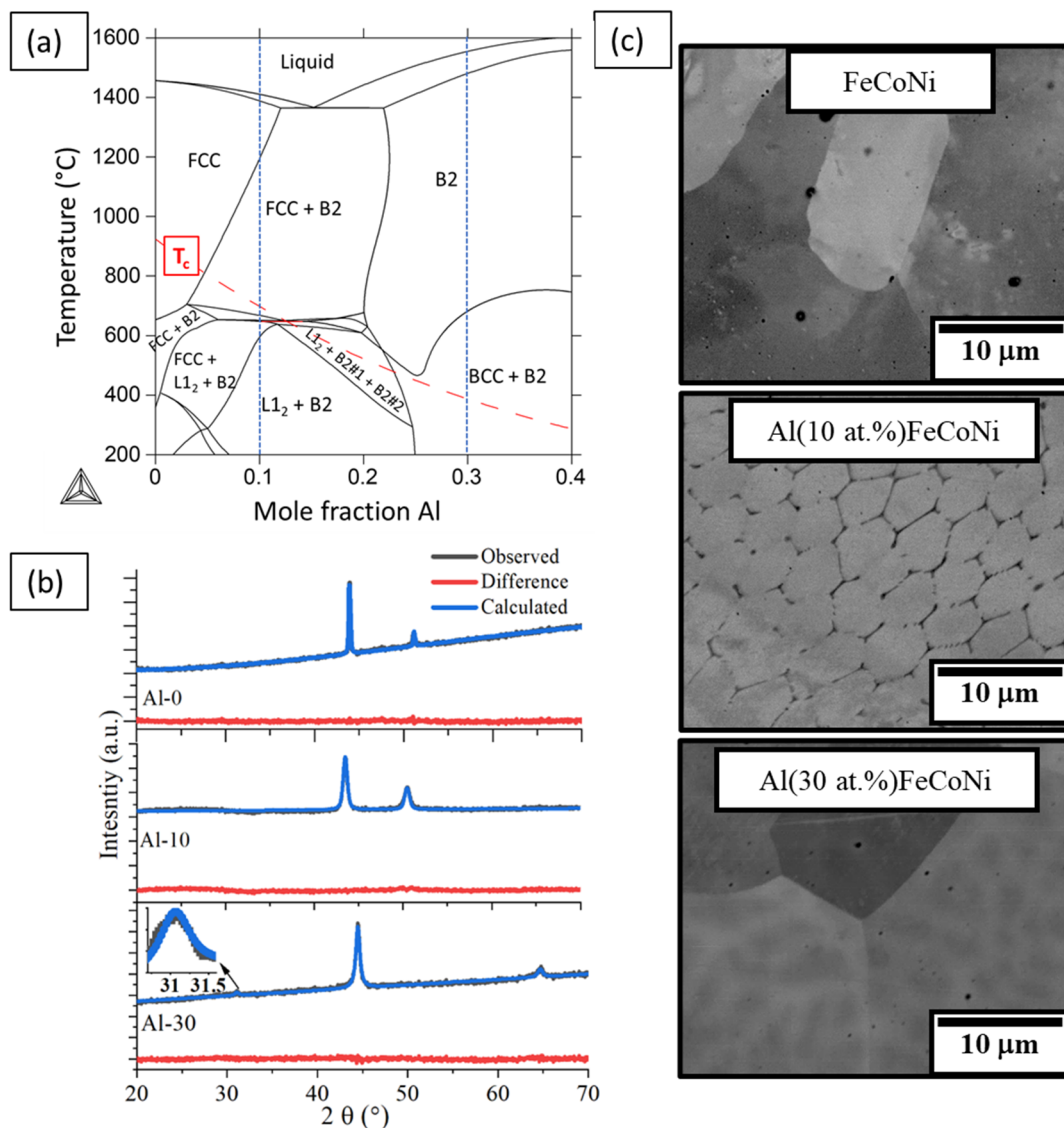 (a)
1600
1400
1200
1000
800
600
400
200
Temperature (°C)
Liquid
FCC
FCC + B2
B2
Tc
FCC + B2
FCC +
L1₂ + B2
L1₂ + B2#1 + B2#2
L1₂ + B2
BCC + B2
0 0.1 0.2 0.3 0.4
Mole fraction Al
(b)
Observed
Difference
Calculated
Al-0
Al-10
Al-30
31 31.5
Intesntiy (a.u.)
20 30 40 50 60 70
2 θ (°)
(c)
FeCoNi
10 µm
Al(10 at.%)FeCoNi
10 µm
Al(30 at.%)FeCoNi
10 µm